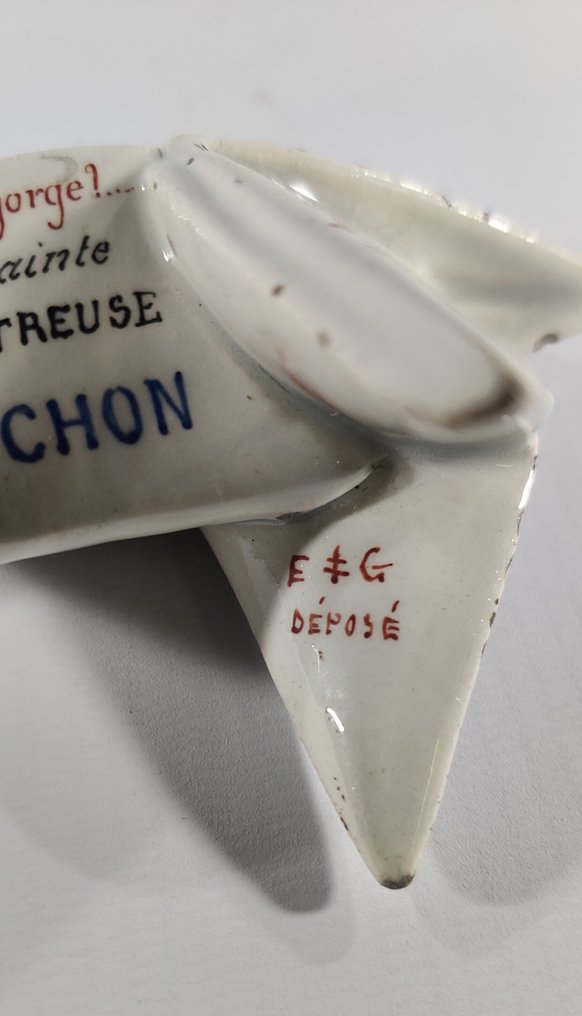 gorge?...
ainte
TREUSE
CHON
E ‡ G
DÉPOSÉ